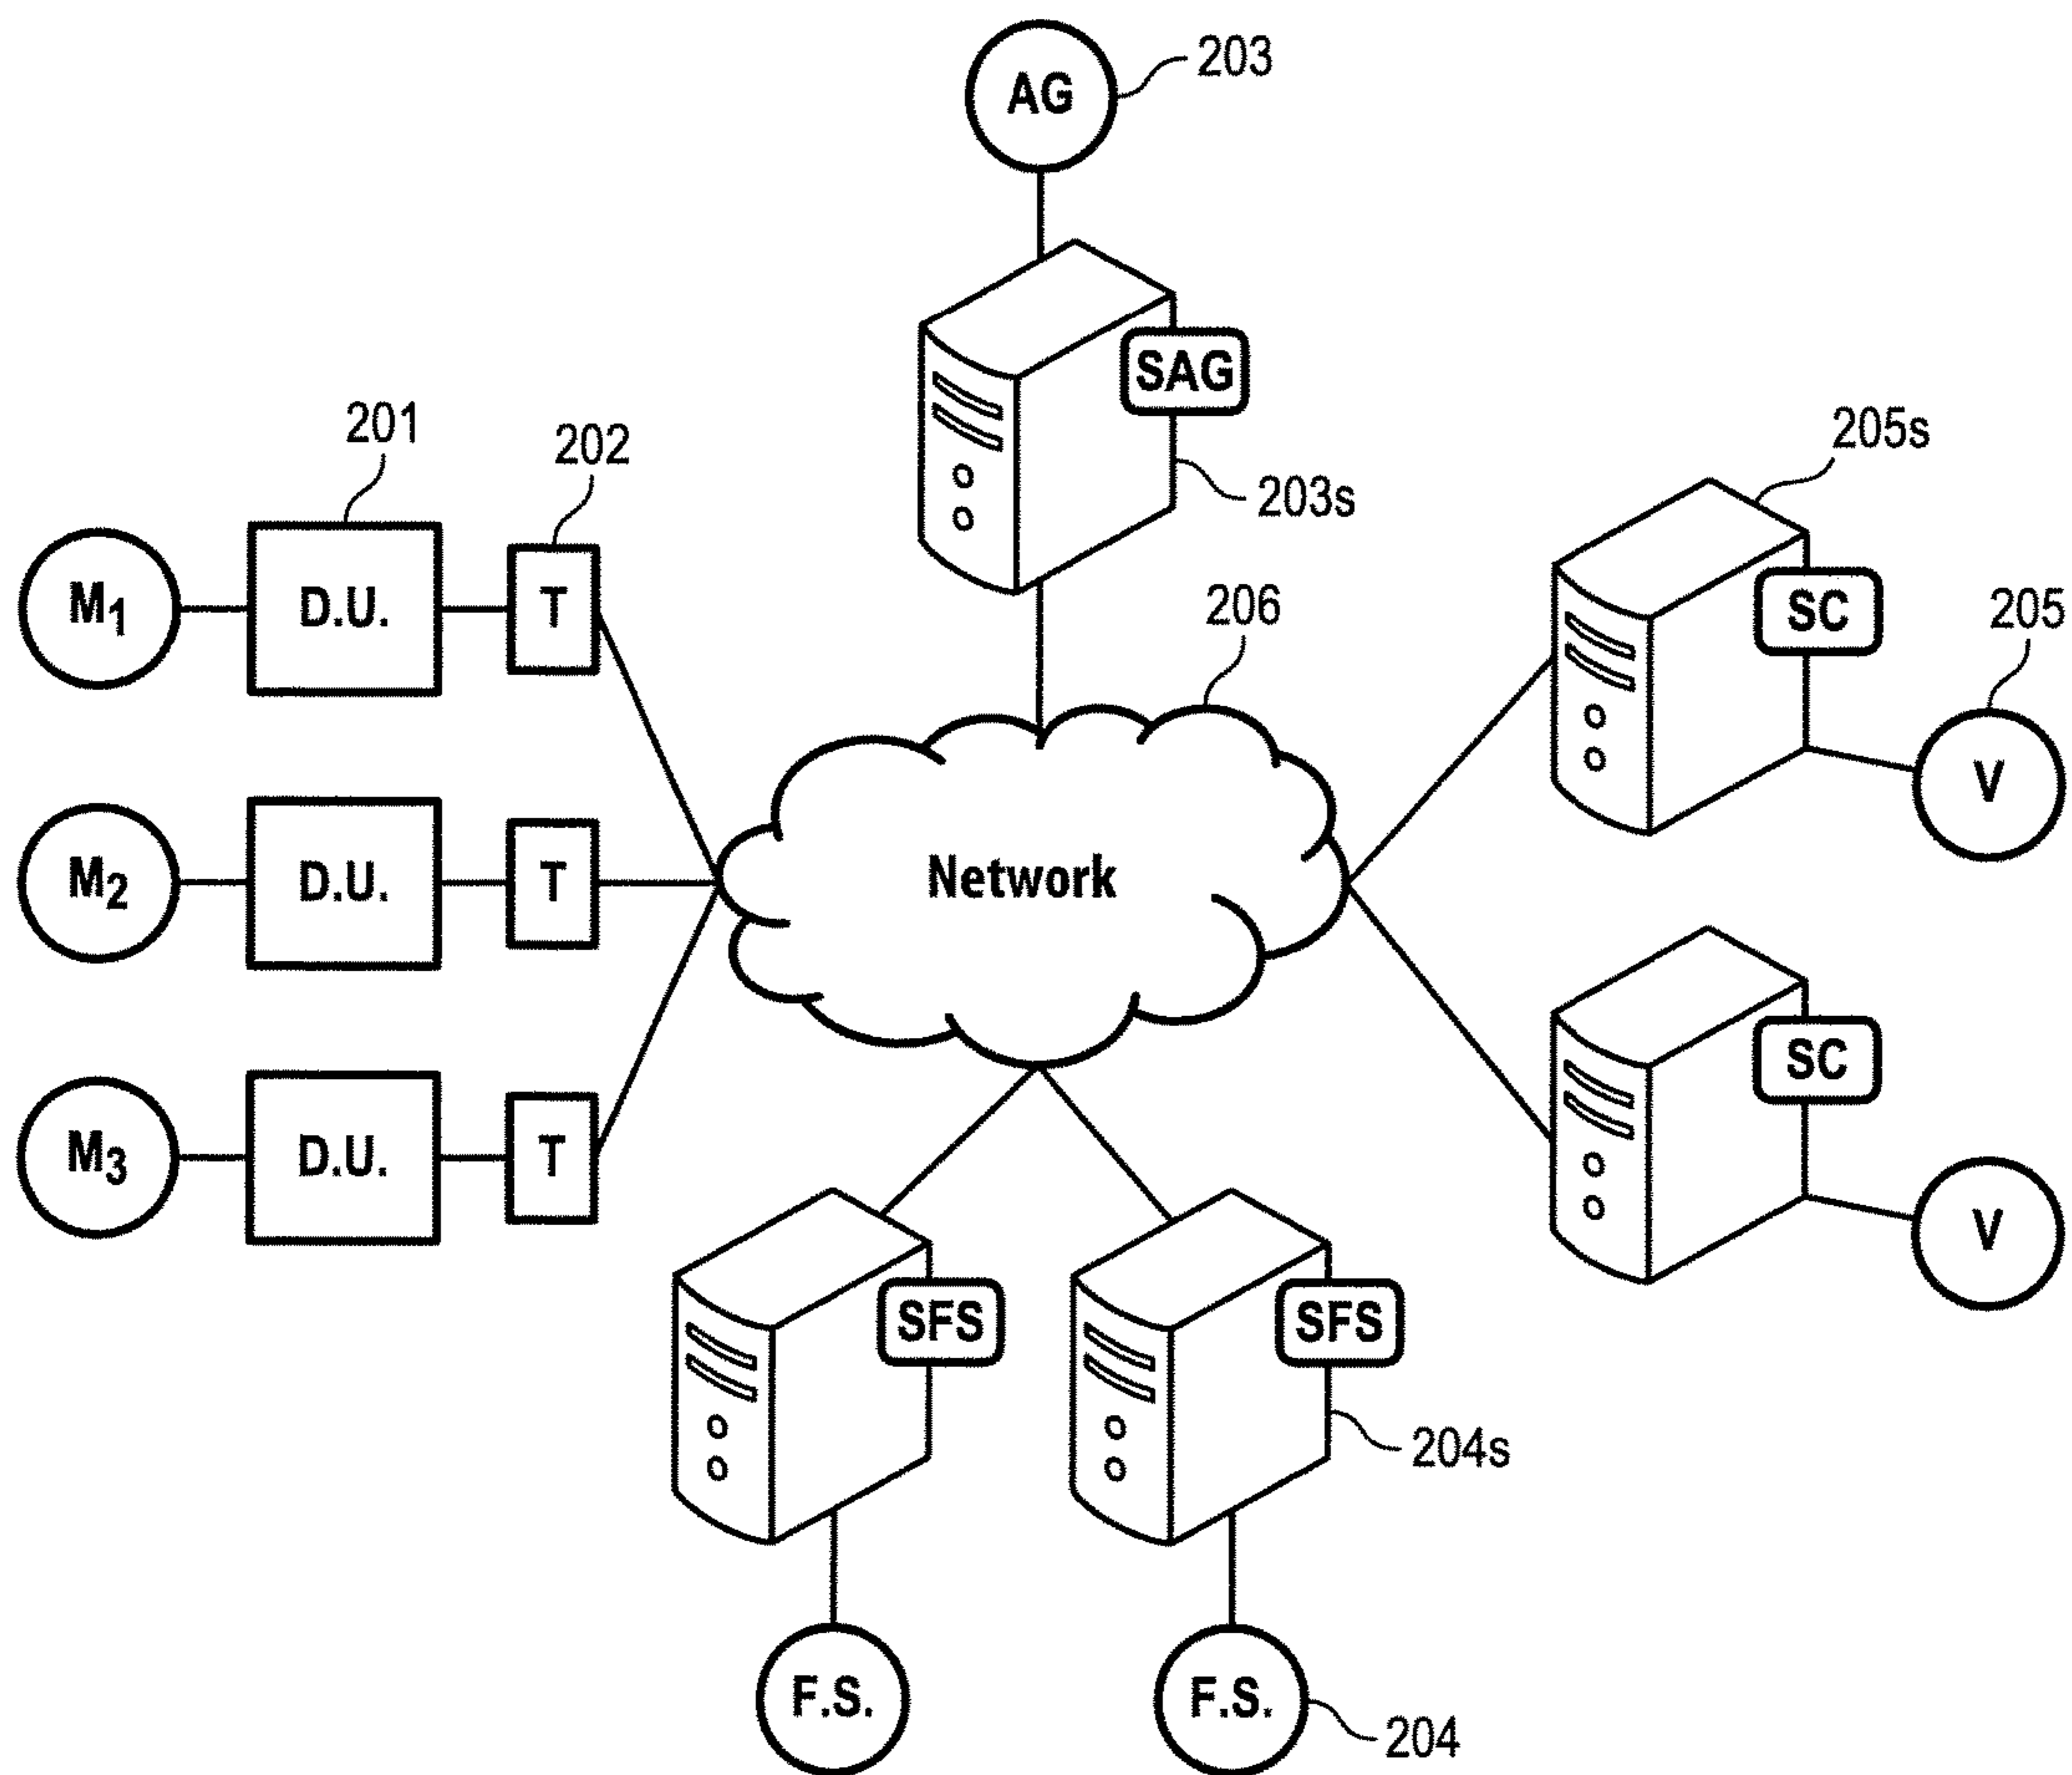 AG
203
SAG
203s
201
202
205s
M1
D.U.
T
206
SC
205
V
M2
D.U.
T
Network
M3
D.U.
T
SC
V
SFS
SFS
204s
F.S.
F.S.
204